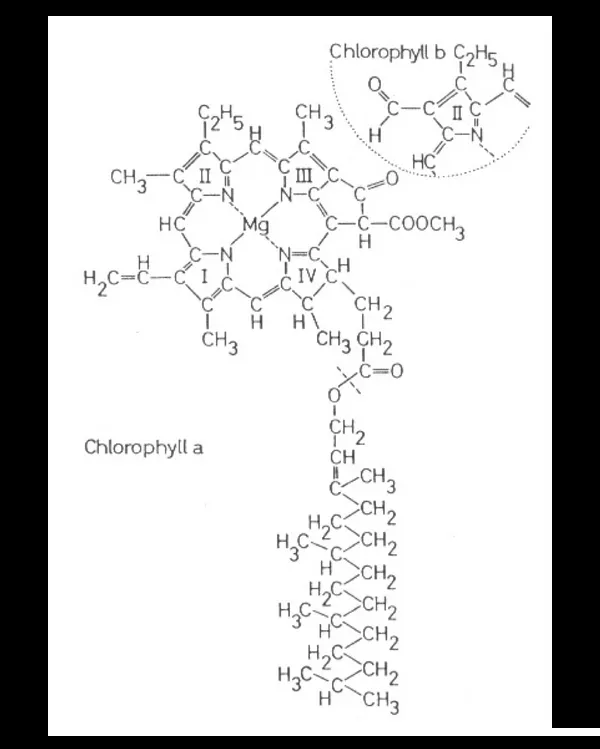 Chlorophyll b C2H5
O C H
C C II C
H C N
HC
C2H5 H CH3
C C C
CH3 C II C C III C C O
C N N C C
HC Mg C C COOCH3
H
H C N N C
H2C=C C I C C IV C H
C C C C CH2
H H
CH3 CH3 CH2
C=O
O
CH2
Chlorophyll a CH
C CH3
CH2
H2C
CH2
H3C C
H CH2
H2C
CH2
H3C C
H CH2
H2C
CH2
H3C C
H CH3